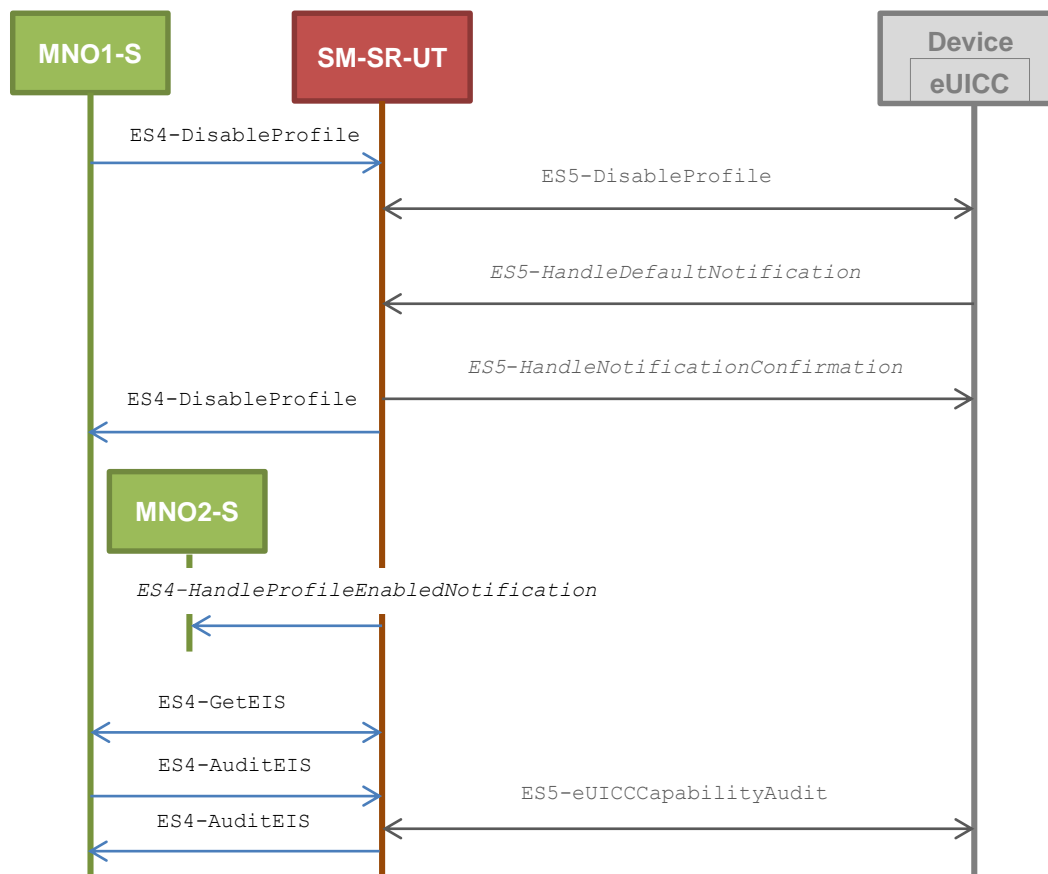 MNO1-S
SM-SR-UT
Device
eUICC
ES4-DisableProfile
ES5-DisableProfile
ES5-HandleDefaultNotification
ES5-HandleNotificationConfirmation
ES4-DisableProfile
MNO2-S
ES4-HandleProfileEnabledNotification
ES4-GetEIS
ES4-AuditEIS
ES5-eUICCCapabilityAudit
ES4-AuditEIS